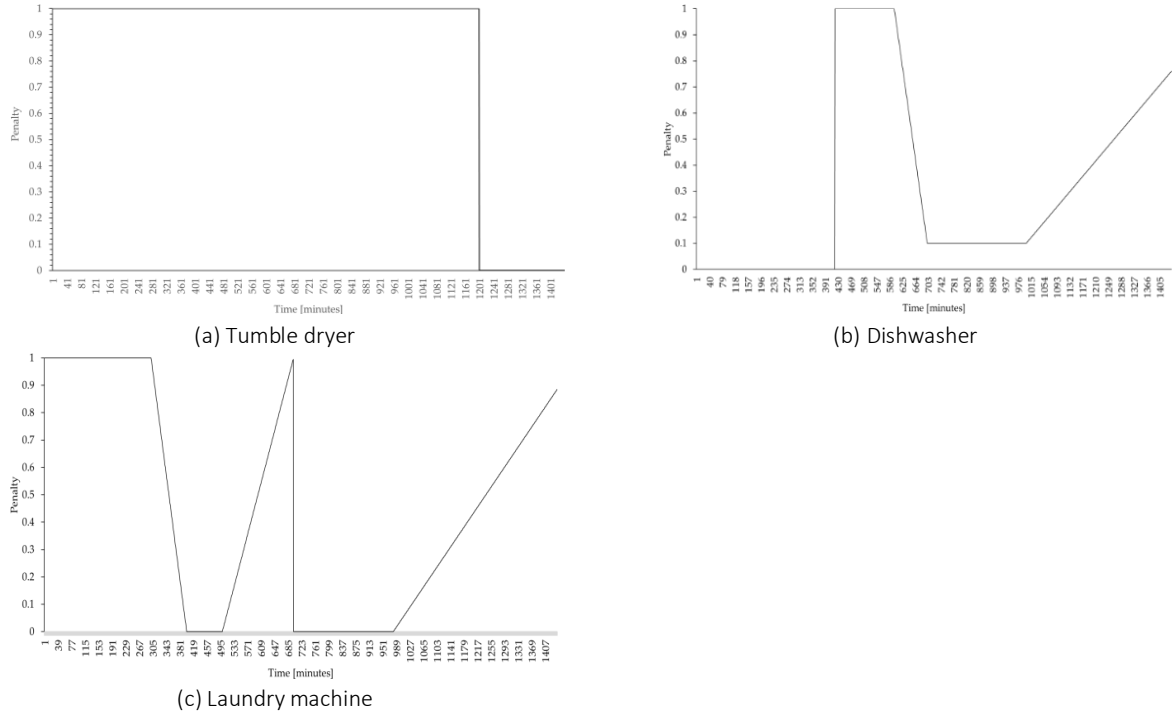 1
0.9
0.8
0.7
0.6
0.5
0.4
0.3
0.2
0.1
0
Penalty
1 41 81 121 161 201 241 281 321 361 401 441 481 521 561 601 641 681 721 761 801 841 881 921 961 1001 1041 1081 1121 1161 1201 1241 1281 1321 1361 1401
Time [minutes]
(a) Tumble dryer
1
0.9
0.8
0.7
0.6
0.5
0.4
0.3
0.2
0.1
0
Penalty
1 40 79 118 157 196 235 274 313 352 391 430 469 508 547 586 625 664 703 742 781 820 859 898 937 976 1015 1054 1093 1132 1171 1210 1249 1288 1327 1366 1405
Time [minutes]
(b) Dishwasher
1
0.9
0.8
0.7
0.6
0.5
0.4
0.3
0.2
0.1
0
Penalty
1 39 77 115 153 191 229 267 305 343 381 419 457 495 533 571 609 647 685 723 761 799 837 875 913 951 989 1027 1065 1103 1141 1179 1217 1255 1293 1331 1369 1407
Time [minutes]
(c) Laundry machine